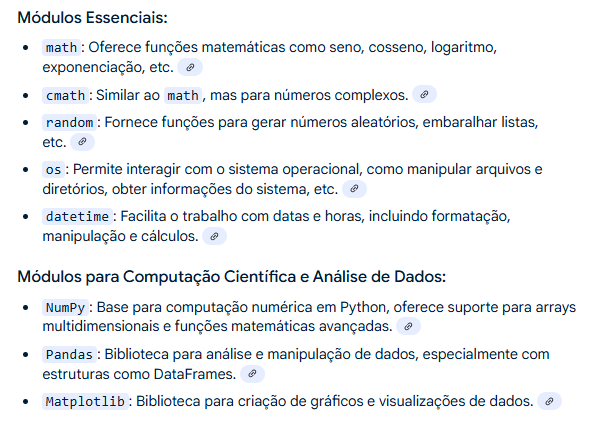 Módulos Essenciais:
math: Oferece funções matemáticas como seno, cosseno, logaritmo,
exponenciação, etc.
cmath: Similar ao math, mas para números complexos.
random: Fornece funções para gerar números aleatórios, embaralhar listas,
etc.
os: Permite interagir com o sistema operacional, como manipular arquivos e
diretórios, obter informações do sistema, etc.
datetime: Facilita o trabalho com datas e horas, incluindo formatação,
manipulação e cálculos.
Módulos para Computação Científica e Análise de Dados:
NumPy: Base para computação numérica em Python, oferece suporte para arrays
multidimensionais e funções matemáticas avançadas.
Pandas: Biblioteca para análise e manipulação de dados, especialmente com
estruturas como DataFrames.
Matplotlib: Biblioteca para criação de gráficos e visualizações de dados.